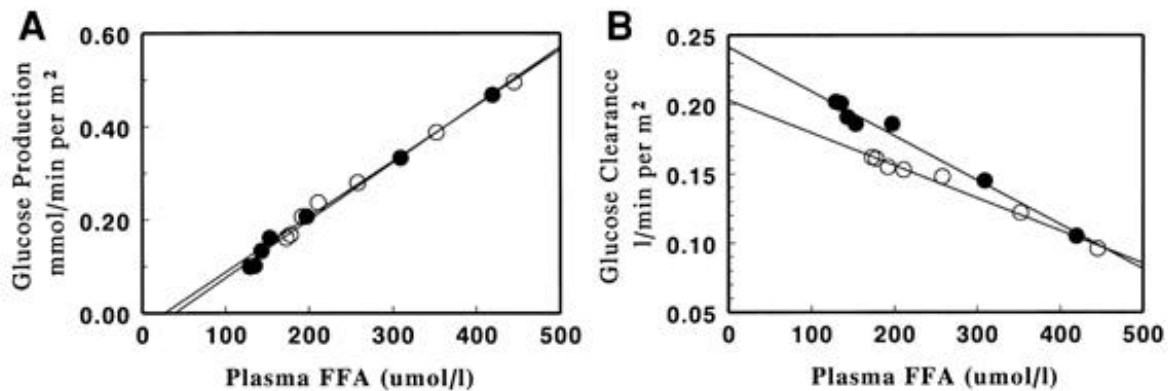 A
Glucose Production
mmol/min per m²
0.60
0.40
0.20
0.00
0
100
200
300
400
500
Plasma FFA (umol/l)
B
Glucose Clearance
l/min per m²
0.25
0.20
0.15
0.10
0.05
0
100
200
300
400
500
Plasma FFA (umol/l)